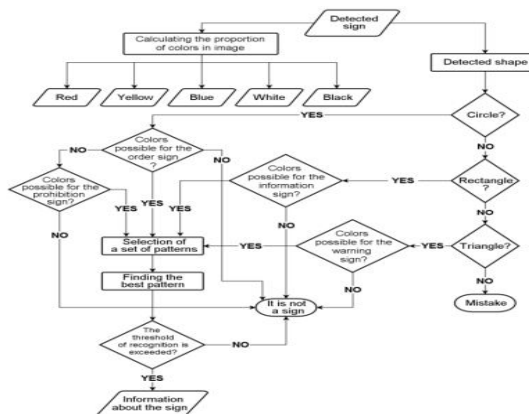 Detected
sign
Calculating the proportion
of colors in image
Detected shape
Red
Yellow
Blue
White
Black
YES
Circle?
Colors
possible for the
order sign
?
NO
NO
Colors
possible for the
prohibition
sign?
Colors
possible for the
information
sign?
YES
Rectangle
?
YES
YES
YES
NO
NO
NO
Colors
possible for the
warning
sign?
Selection of
a set of patterns
YES
YES
Triangle?
Finding the
best pattern
NO
NO
It is not
a sign
Mistake
The
threshold
of recognition is
exceeded?
NO
YES
Information
about the sign